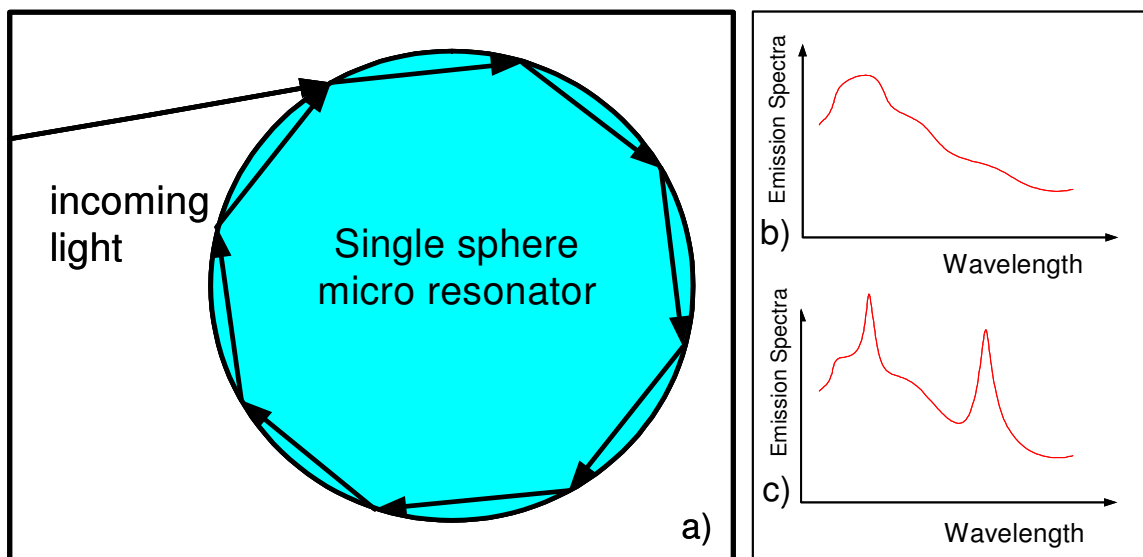 incoming
light
Single sphere
micro resonator
a)
Emission Spectra
b)
Wavelength
Emission Spectra
c)
Wavelength